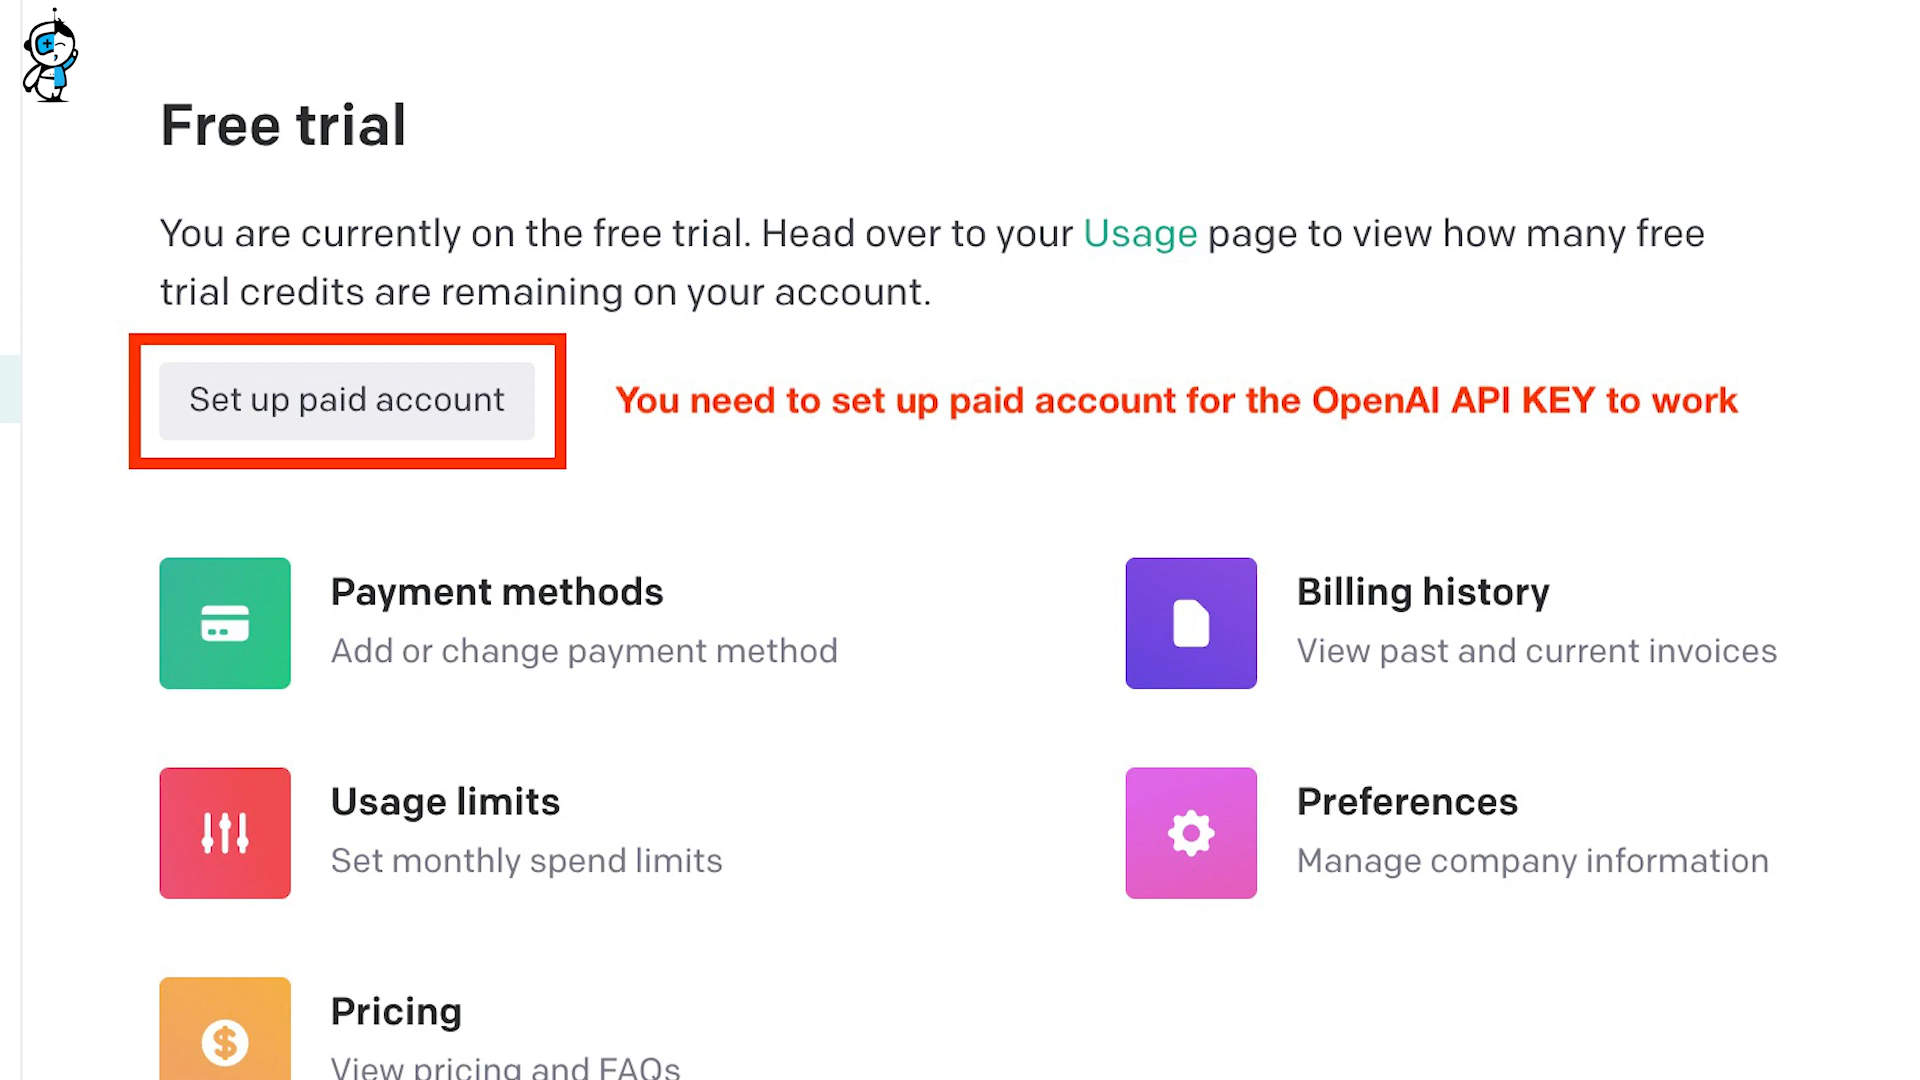 Free trial
You are currently on the free trial. Head over to your Usage page to view how many free
trial credits are remaining on your account.
Set up paid account
You need to set up paid account for the OpenAI API KEY to work
Payment methods
Add or change payment method
Billing history
View past and current invoices
Usage limits
Set monthly spend limits
Preferences
Manage company information
Pricing
View pricing and FAQs